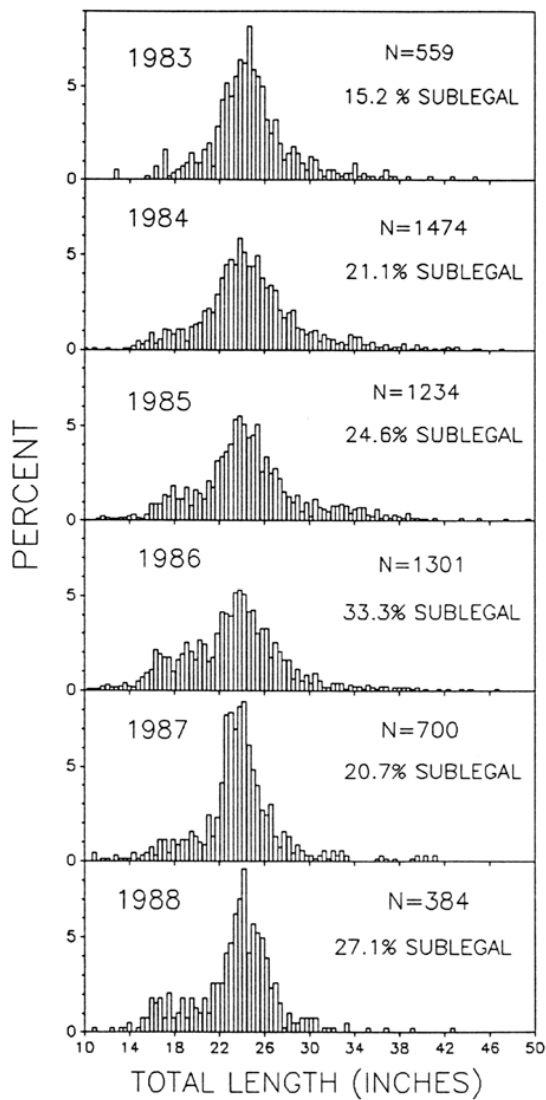 1983
N=559
15.2 % SUBLEGAL
5
0
1984
N=1474
21.1% SUBLEGAL
5
0
1985
N=1234
24.6% SUBLEGAL
5
0
1986
N=1301
33.3% SUBLEGAL
5
0
1987
N=700
20.7% SUBLEGAL
5
0
1988
N=384
27.1% SUBLEGAL
5
0
PERCENT
10 14 18 22 26 30 34 38 42 46 50
TOTAL LENGTH (INCHES)